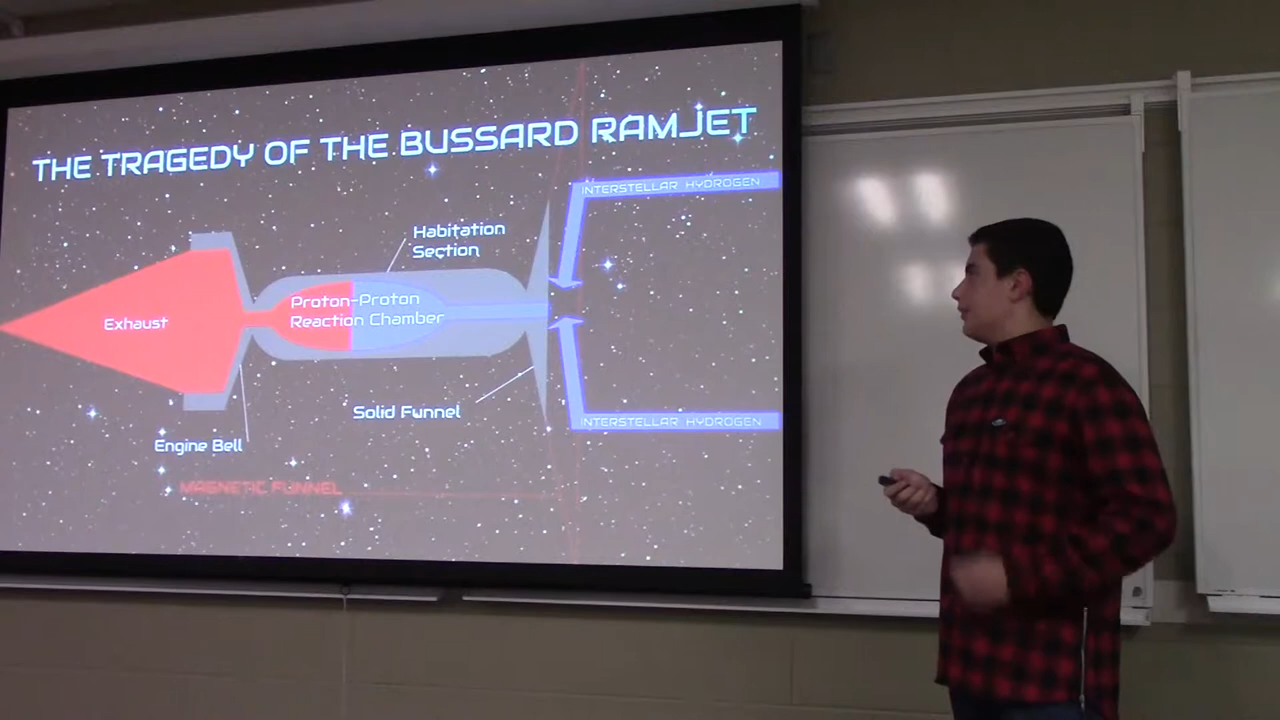 THE TRAGEDY OF THE BUSSARD RAMJET
INTERSTELLAR HYDROGEN
Habitation
Section
Proton-Proton
Reaction Chamber
Exhaust
Solid Funnel
INTERSTELLAR HYDROGEN
Engine Bell
MAGNETIC FUNNEL